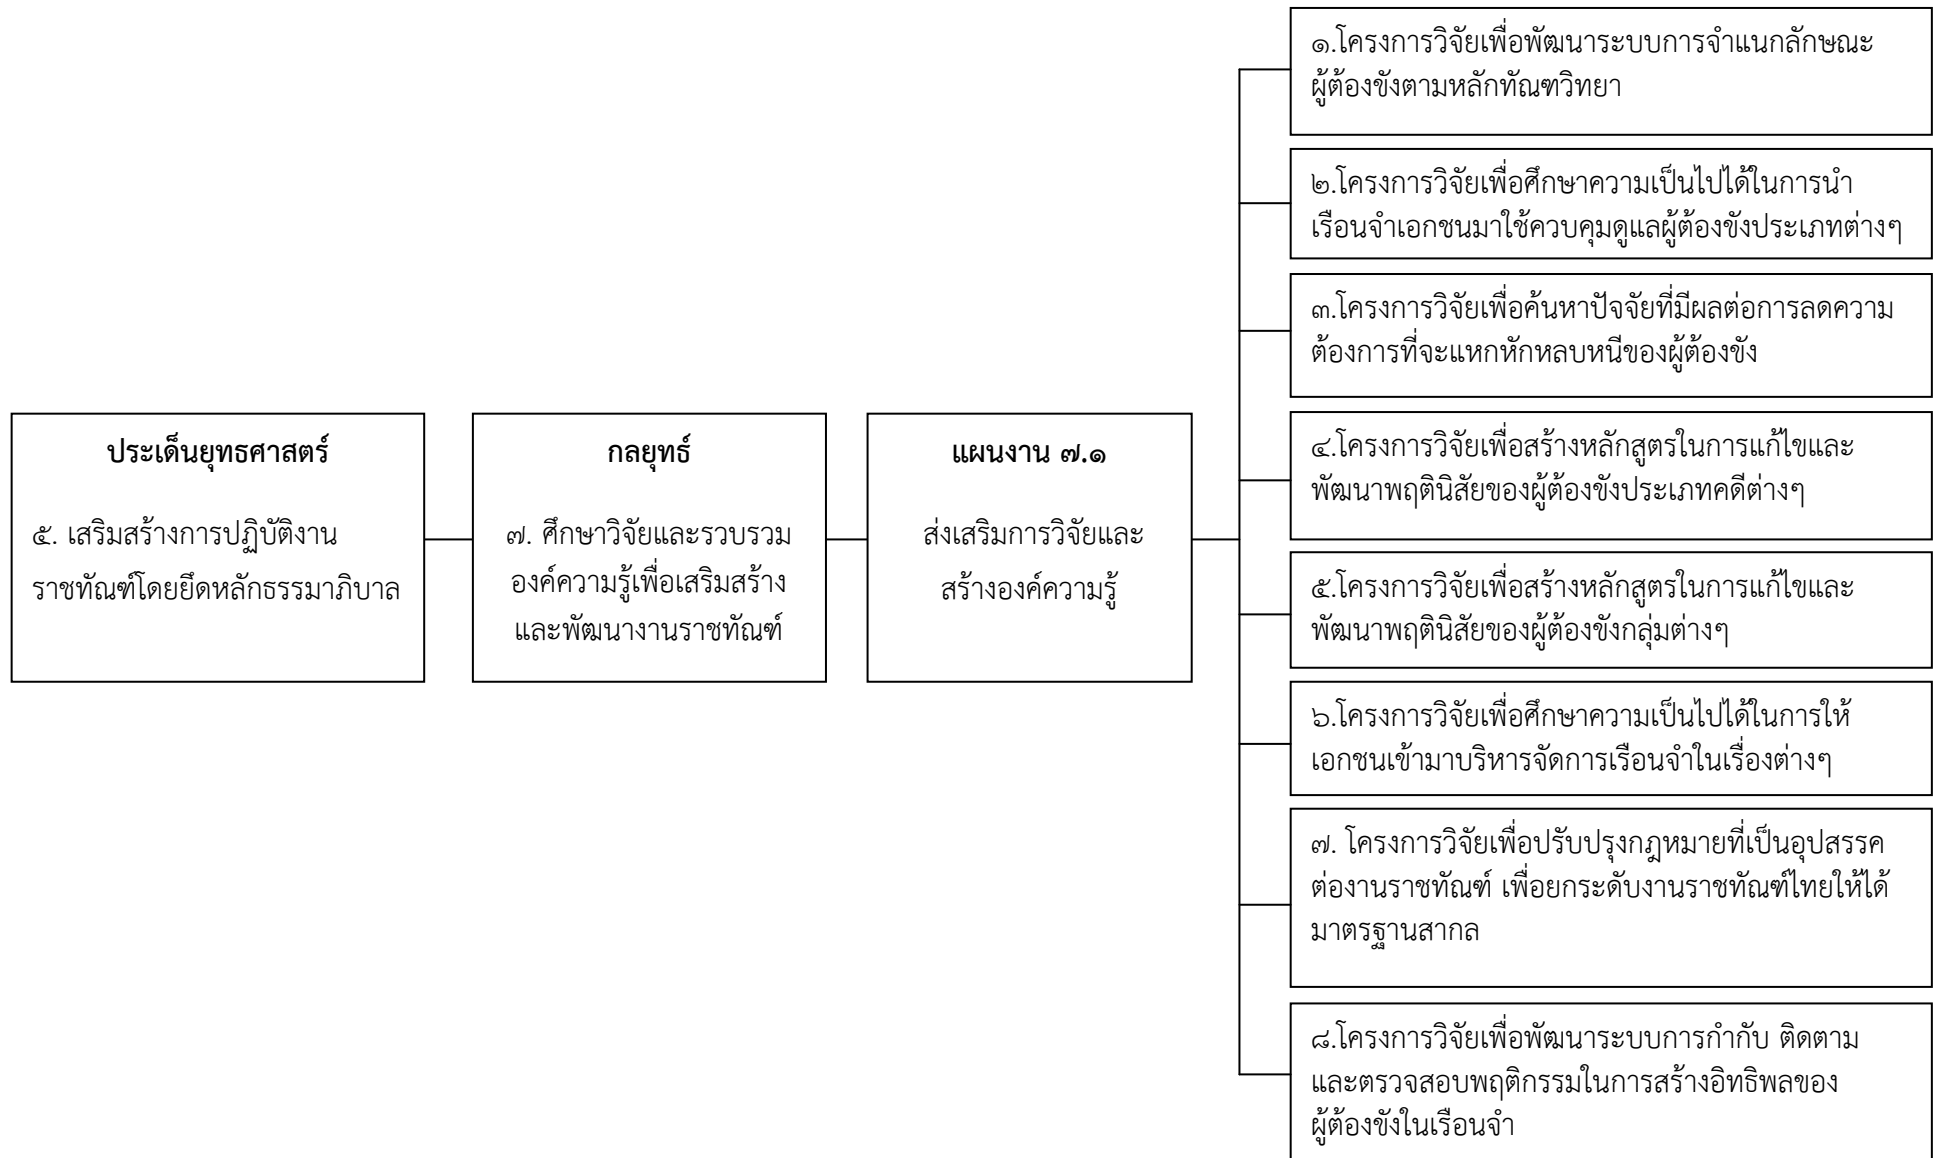 ประเด็นยุทธศาสตร์
๕. เสริมสร้างการปฏิบัติงาน
ราชทัณฑ์โดยยึดหลักธรรมาภิบาล
กลยุทธ์
๗. ศึกษาวิจัยและรวบรวม
องค์ความรู้เพื่อเสริมสร้าง
และพัฒนางานราชทัณฑ์
แผนงาน ๗.๑
ส่งเสริมการวิจัยและ
สร้างองค์ความรู้
๑.โครงการวิจัยเพื่อพัฒนาระบบการจำแนกลักษณะ
ผู้ต้องขังตามหลักทัณฑวิทยา
๒.โครงการวิจัยเพื่อศึกษาความเป็นไปได้ในการนำ
เรือนจำเอกชนมาใช้ควบคุมดูแลผู้ต้องขังประเภทต่างๆ
๓.โครงการวิจัยเพื่อค้นหาปัจจัยที่มีผลต่อการลดความ
ต้องการที่จะแหกหักหลบหนีของผู้ต้องขัง
๔.โครงการวิจัยเพื่อสร้างหลักสูตรในการแก้ไขและ
พัฒนาพฤตินิสัยของผู้ต้องขังประเภทคดีต่างๆ
๕.โครงการวิจัยเพื่อสร้างหลักสูตรในการแก้ไขและ
พัฒนาพฤตินิสัยของผู้ต้องขังกลุ่มต่างๆ
๖.โครงการวิจัยเพื่อศึกษาความเป็นไปได้ในการให้
เอกชนเข้ามาบริหารจัดการเรือนจำในเรื่องต่างๆ
๗. โครงการวิจัยเพื่อปรับปรุงกฎหมายที่เป็นอุปสรรค
ต่องานราชทัณฑ์ เพื่อยกระดับงานราชทัณฑ์ไทยให้ได้
มาตรฐานสากล
๘.โครงการวิจัยเพื่อพัฒนาระบบการกำกับ ติดตาม
และตรวจสอบพฤติกรรมในการสร้างอิทธิพลของ
ผู้ต้องขังในเรือนจำ